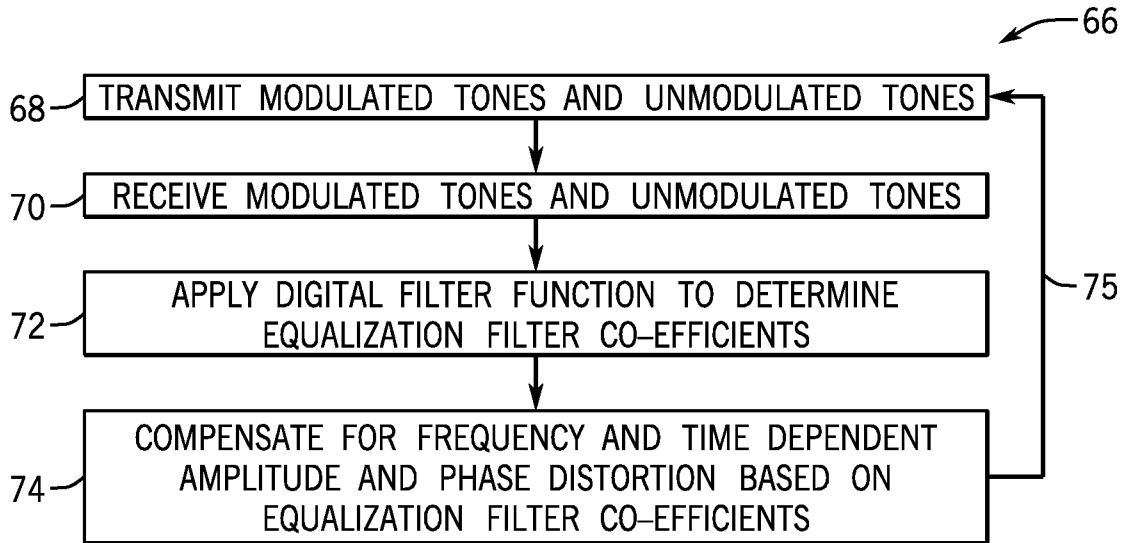 66
68 TRANSMIT MODULATED TONES AND UNMODULATED TONES
70 RECEIVE MODULATED TONES AND UNMODULATED TONES
72 APPLY DIGITAL FILTER FUNCTION TO DETERMINE
EQUALIZATION FILTER CO–EFFICIENTS
75
74 COMPENSATE FOR FREQUENCY AND TIME DEPENDENT
AMPLITUDE AND PHASE DISTORTION BASED ON
EQUALIZATION FILTER CO–EFFICIENTS